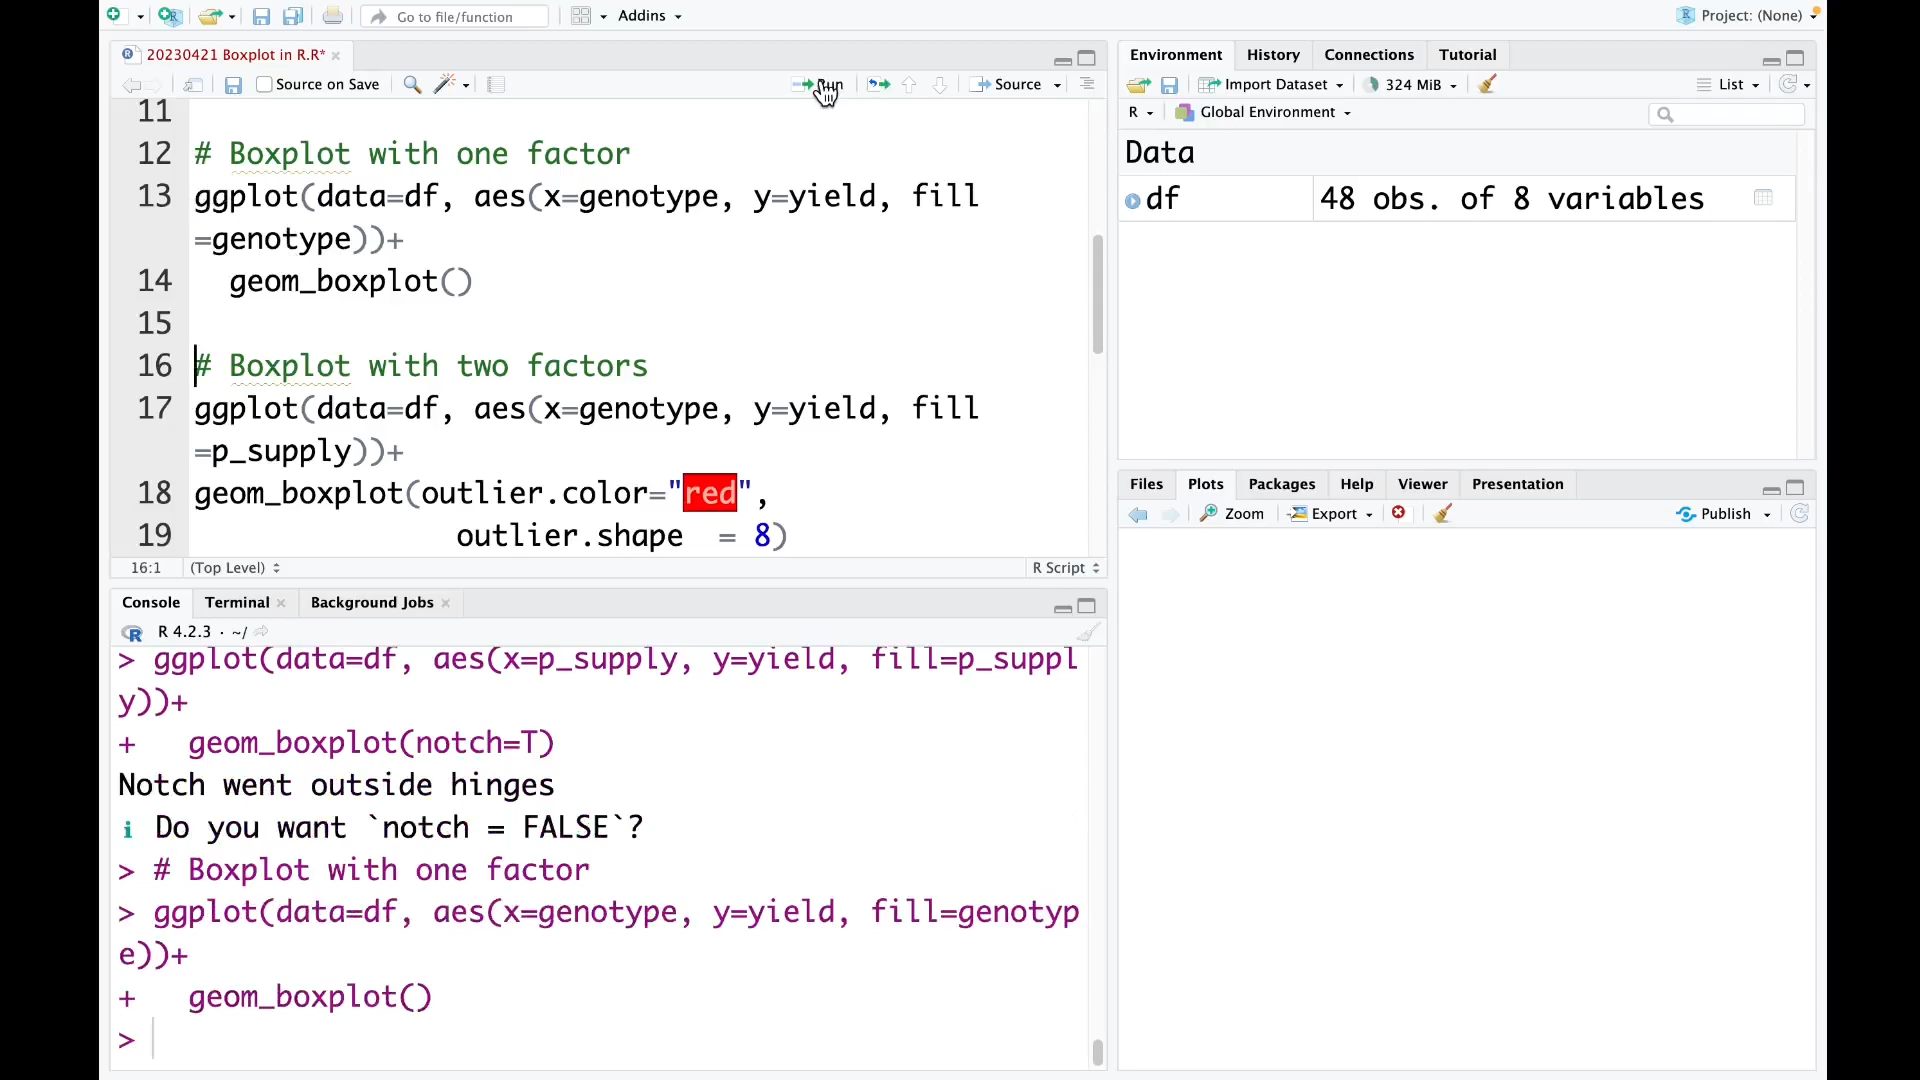 Go to file/function
Addins
Project: (None)
20230421 Boxplot in R.R*
Source on Save
Run
Source
11
12 # Boxplot with one factor
13 ggplot(data=df, aes(x=genotype, y=yield, fill
=genotype))+
14 geom_boxplot()
15
16 # Boxplot with two factors
17 ggplot(data=df, aes(x=genotype, y=yield, fill
=p_supply))+
18 geom_boxplot(outlier.color="red",
19 outlier.shape = 8)
16:1 (Top Level) R Script
Console Terminal Background Jobs
R 4.2.3 · ~/
> ggplot(data=df, aes(x=p_supply, y=yield, fill=p_suppl
y))+
+ geom_boxplot(notch=T)
Notch went outside hinges
ℹ Do you want `notch = FALSE`?
> # Boxplot with one factor
> ggplot(data=df, aes(x=genotype, y=yield, fill=genotyp
e))+
+ geom_boxplot()
>
Environment History Connections Tutorial
Import Dataset 324 MiB List
R Global Environment
Data
df 48 obs. of 8 variables
Files Plots Packages Help Viewer Presentation
Zoom Export Publish